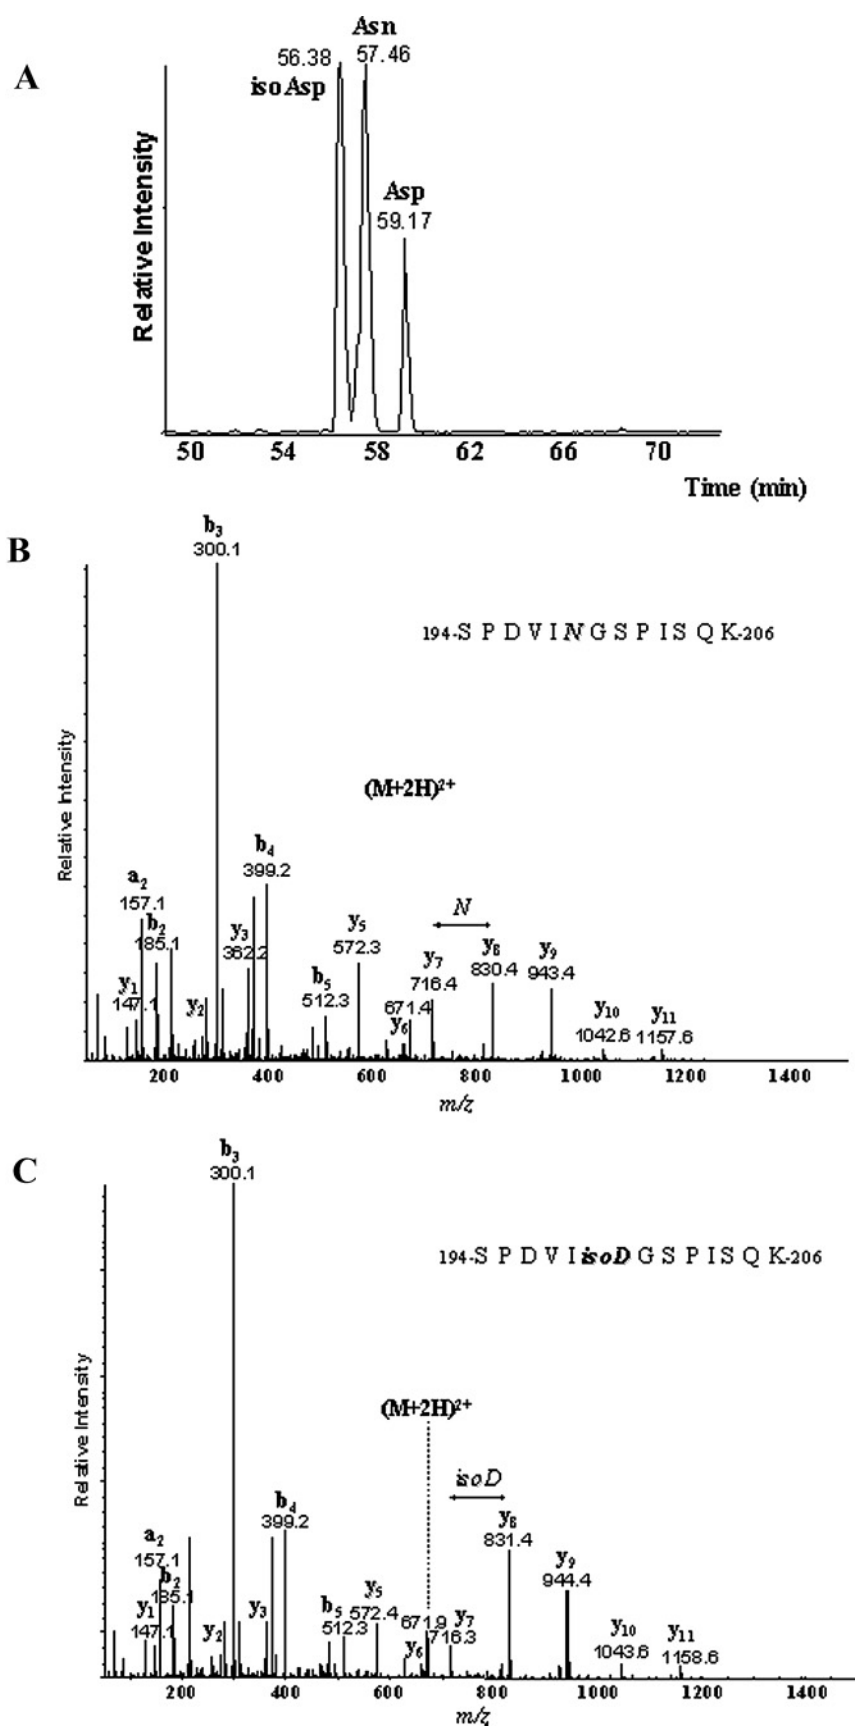 A
Asn
56.38
57.46
isoAsp
Asp
59.17
Relative Intensity
50 54 58 62 66 70
Time (min)
B
b3
300.1
194-S P D V I N G S P I S Q K-206
(M+2H)2+
Relative Intensity
b4
399.2
a2
157.1
b2
185.1
y3
362.2
y5
572.3
N
y7
716.4
y8
830.4
y9
943.4
y1
147.1
y2
b5
512.3
671.4
y6
y10
1042.6
y11
1157.6
200 400 600 800 1000 1200 1400
m/z
C
b3
300.1
194-S P D V I isoD G S P I S Q K-206
(M+2H)2+
Relative Intensity
isoD
b4
399.2
a2
157.1
b2
185.1
y8
831.4
y9
944.4
y1
147.1
y2
y3
b5
512.3
y5
572.4
671.9
y7
716.3
y6
y10
1043.6
y11
1158.6
200 400 600 800 1000 1200 1400
m/z